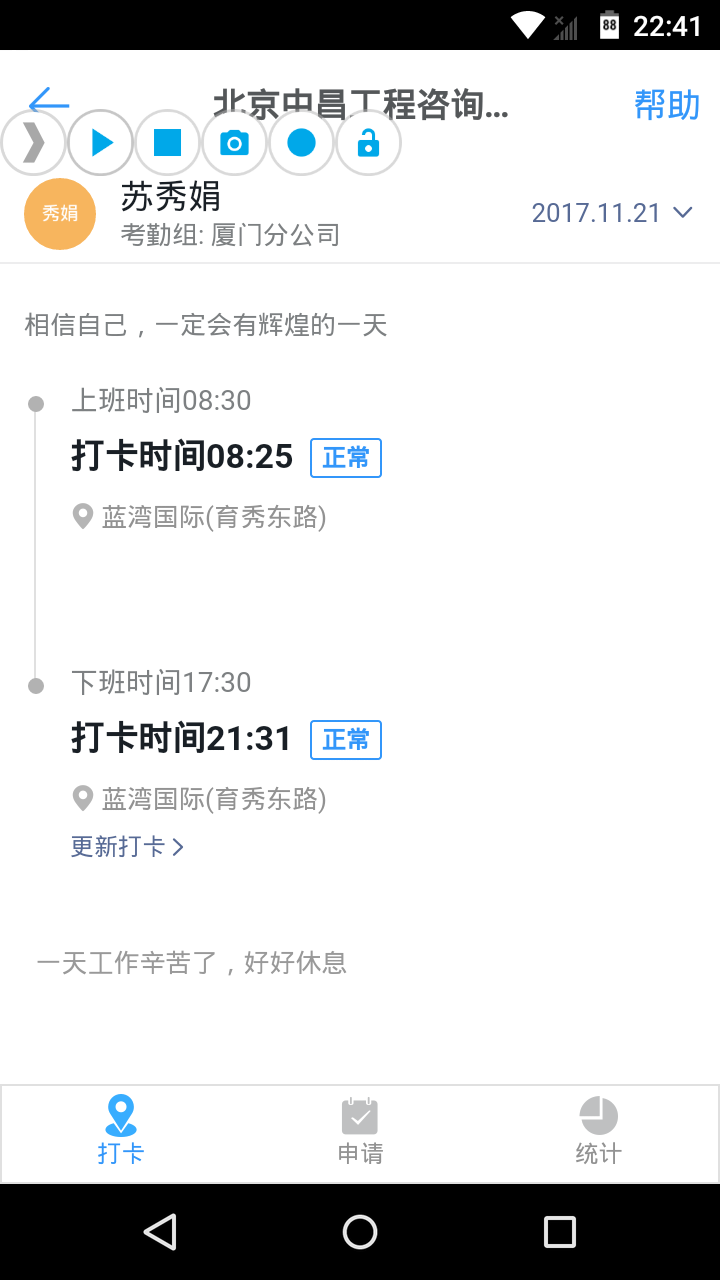 88 22:41
北京中昌工程咨询... 帮助
秀娟 苏秀娟
考勤组: 厦门分公司
2017.11.21
相信自己，一定会有辉煌的一天
上班时间08:30
打卡时间08:25 正常
蓝湾国际(育秀东路)
下班时间17:30
打卡时间21:31 正常
蓝湾国际(育秀东路)
更新打卡
一天工作辛苦了，好好休息
打卡 申请 统计